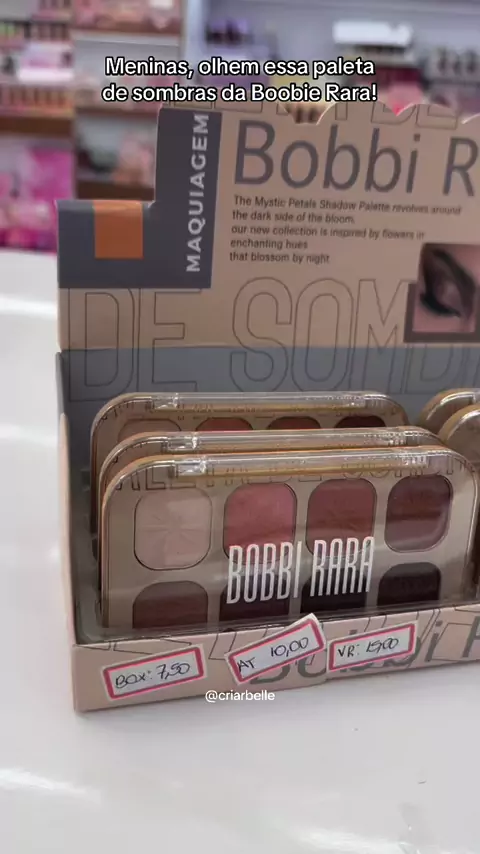 Meninas, olhem essa paleta
de sombras da Boobie Rara!
MAQUIAGEM
Bobbi R
The Mystic Petals Shadow Palette revolves around
the dark side of the bloom,
our new collection is inspired by flowers in
enchanting hues
that blossom by night
DE SOM
BOBBI RARA
BOX: 7,50
AT 10,00
VR: 15,00
@criarbelle